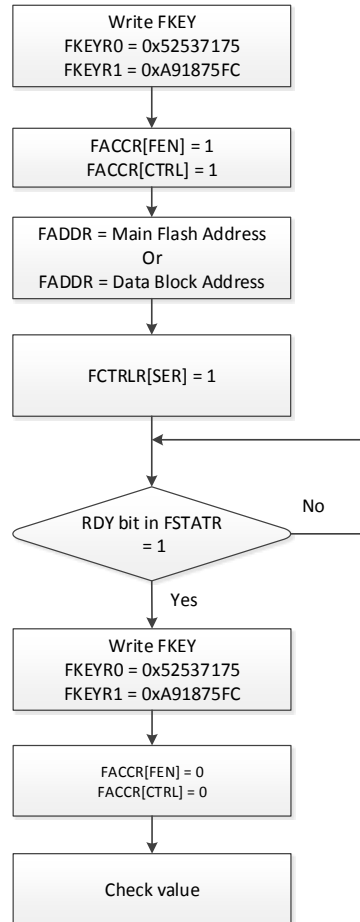 Write FKEY
FKEYR0 = 0x52537175
FKEYR1 = 0xA91875FC
FACCR[FEN] = 1
FACCR[CTRL] = 1
FADDR = Main Flash Address
Or
FADDR = Data Block Address
FCTRLR[SER] = 1
RDY bit in FSTATR
= 1
No
Yes
Write FKEY
FKEYR0 = 0x52537175
FKEYR1 = 0xA91875FC
FACCR[FEN] = 0
FACCR[CTRL] = 0
Check value